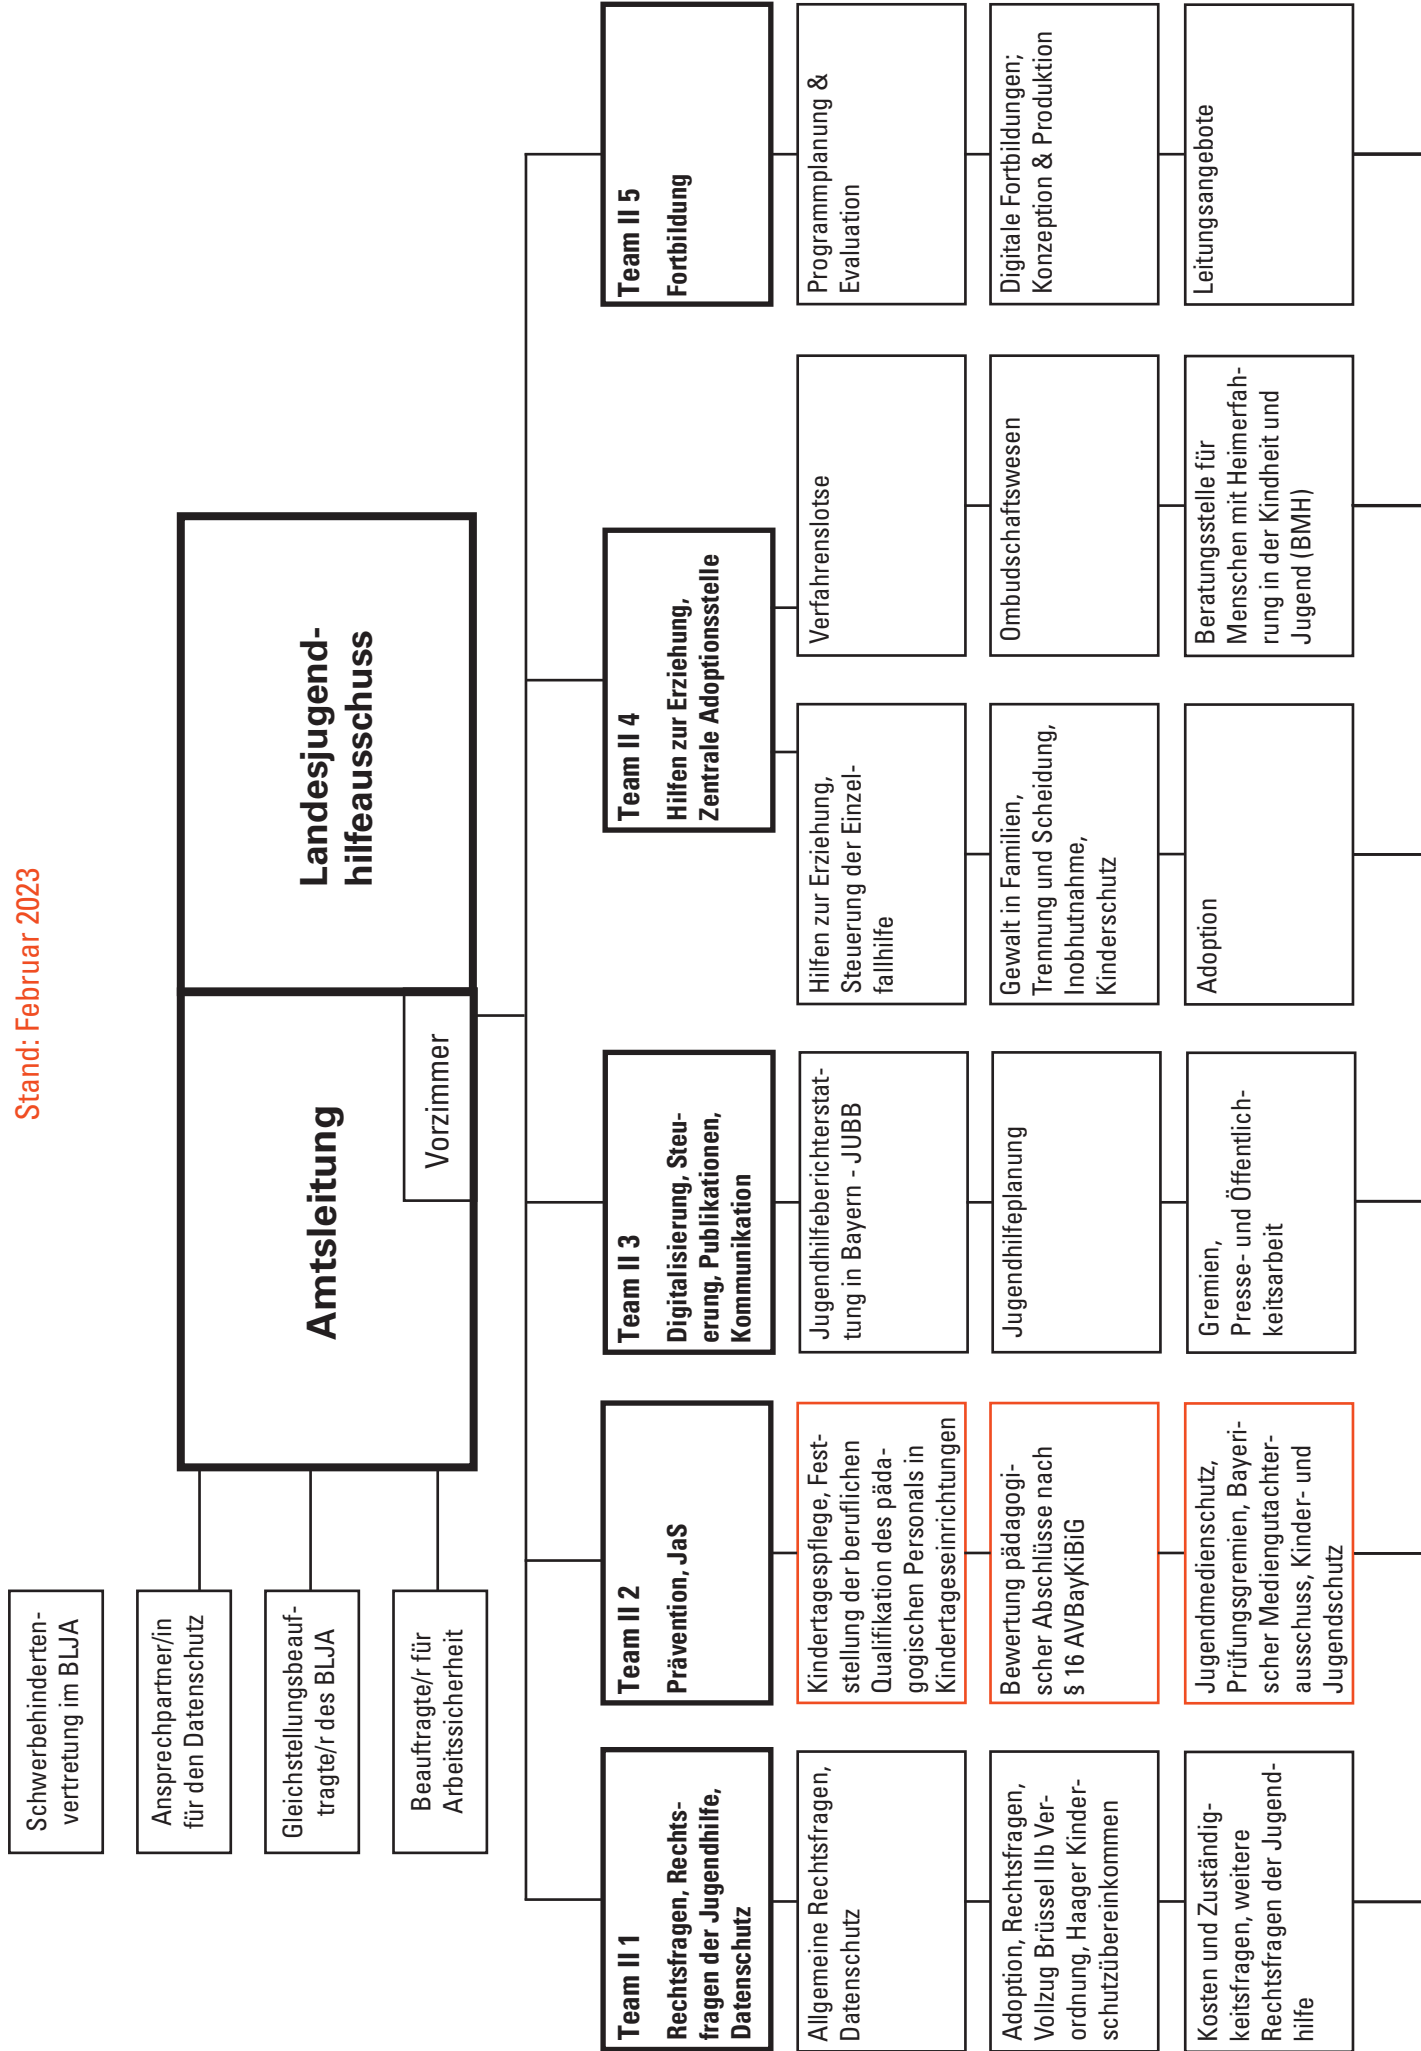 Stand: Februar 2023
Schwerbehinderten-
vertretung im BLJA
Ansprechpartner/in
für den Datenschutz
Gleichstellungsbeauf-
tragte/r des BLJA
Beauftragte/r für
Arbeitssicherheit
Amtsleitung
Vorzimmer
Landesjugend-
hilfeausschuss
Team II 1
Rechtsfragen, Rechts-
fragen der Jugendhilfe,
Datenschutz
Allgemeine Rechtsfragen,
Datenschutz
Adoption, Rechtsfragen,
Vollzug Brüssel IIb Ver-
ordnung, Haager Kinder-
schutzübereinkommen
Kosten und Zuständig-
keitsfragen, weitere
Rechtsfragen der Jugend-
hilfe
Team II 2
Prävention, JaS
Kindertagespflege, Fest-
stellung der beruflichen
Qualifikation des päda-
gogischen Personals in
Kindertageseinrichtungen
Bewertung pädagogi-
scher Abschlüsse nach
§ 16 AVBayKiBiG
Jugendmedienschutz,
Prüfungsgremien, Bayeri-
scher Mediengutachter-
ausschuss, Kinder- und
Jugendschutz
Team II 3
Digitalisierung, Steu-
erung, Publikationen,
Kommunikation
Jugendhilfeberichterstat-
tung in Bayern - JUBB
Jugendhilfeplanung
Gremien,
Presse- und Öffentlich-
keitsarbeit
Team II 4
Hilfen zur Erziehung,
Zentrale Adoptionsstelle
Hilfen zur Erziehung,
Steuerung der Einzel-
fallhilfe
Gewalt in Familien,
Trennung und Scheidung,
Inobhutnahme,
Kinderschutz
Adoption
Verfahrenslotse
Ombudschaftswesen
Beratungsstelle für
Menschen mit Heimerfah-
rung in der Kindheit und
Jugend (BMH)
Team II 5
Fortbildung
Programmplanung &
Evaluation
Digitale Fortbildungen;
Konzeption & Produktion
Leitungsangebote